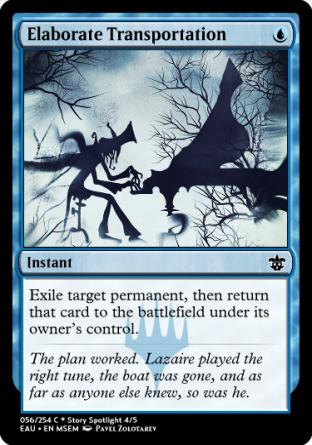 Elaborate Transportation
Instant
Exile target permanent, then return
that card to the battlefield under its
owner's control.
The plan worked. Lazaire played the
right tune, the boat was gone, and as
far as anyone else knew, so was he.
056/254 C * Story Spotlight 4/5
EAU • EN MSEM PAVEL ZOLOTAREV